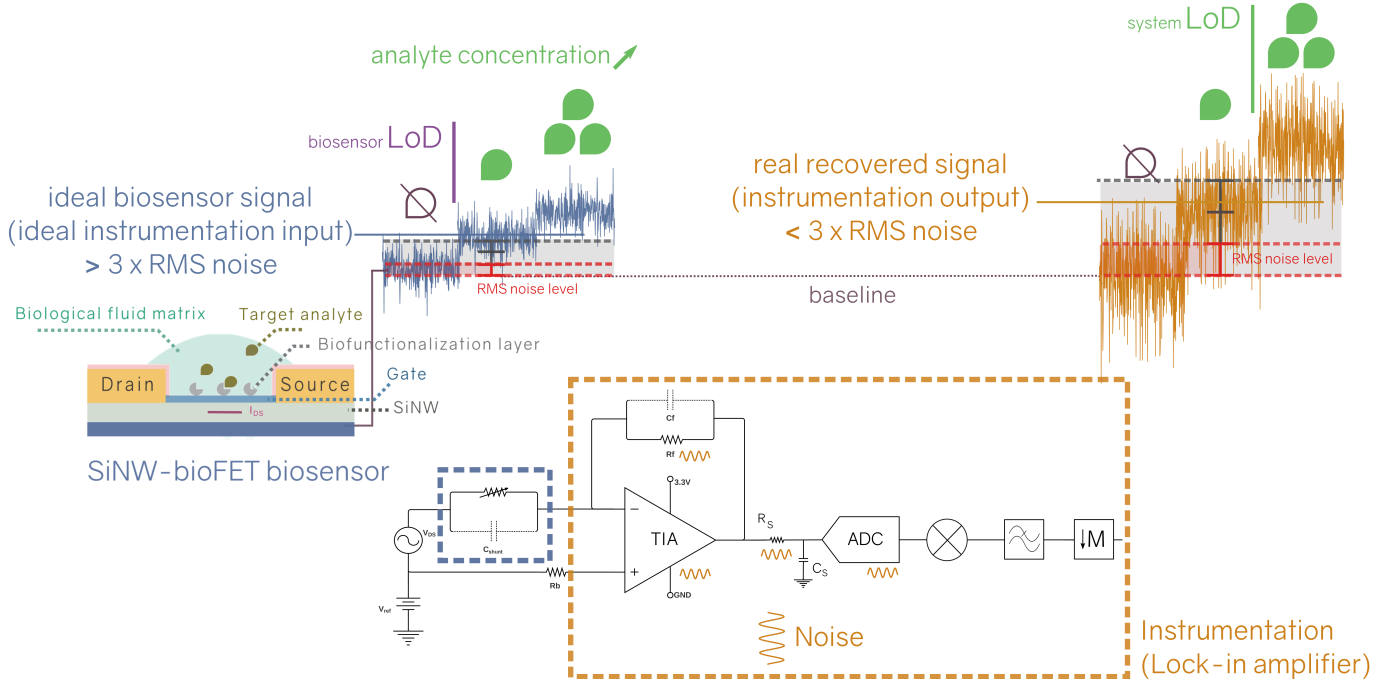 system LoD
analyte concentration
biosensor LoD
ideal biosensor signal
(ideal instrumentation input)
> 3 x RMS noise
real recovered signal
(instrumentation output)
< 3 x RMS noise
RMS noise level
RMS noise level
baseline
Biological fluid matrix
Target analyte
Biofunctionalization layer
Drain
Source
Gate
SiNW
IDS
SiNW-bioFET biosensor
Cf
Rf
3.3V
VDS
Cshunt
−
TIA
+
RS
CS
ADC
↓M
Rb
GND
Vref
Noise
Instrumentation
(Lock-in amplifier)